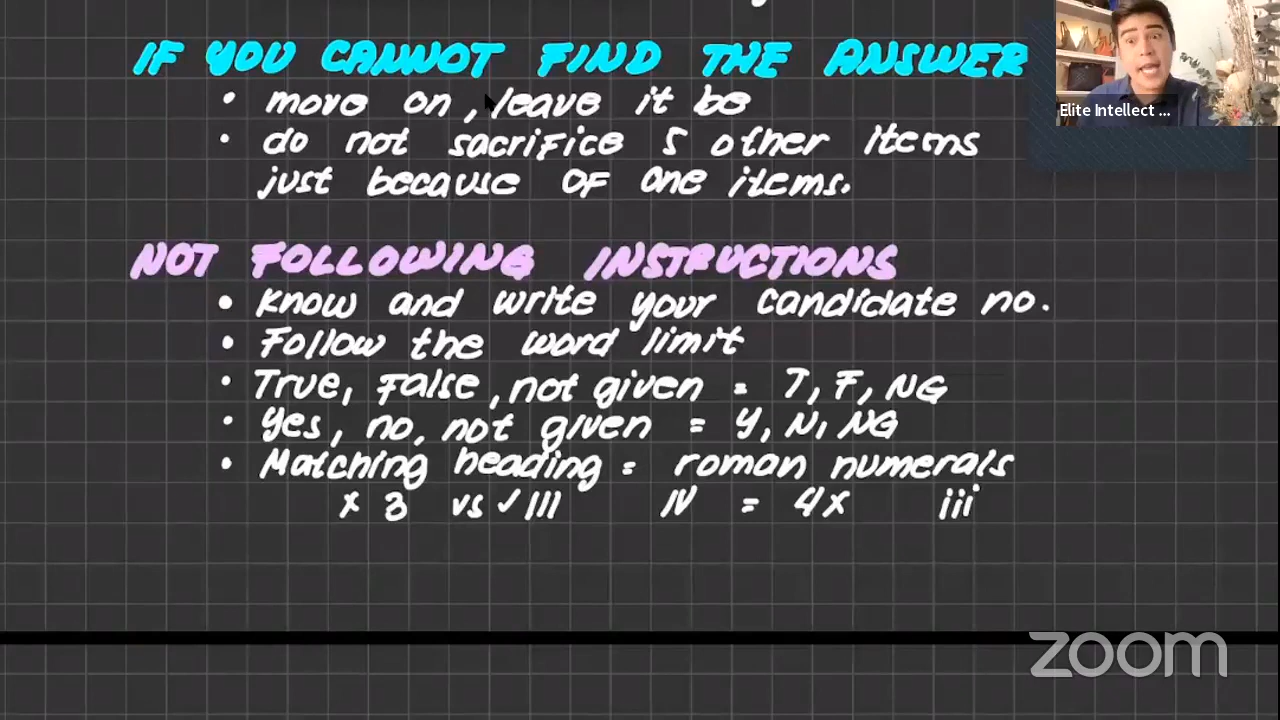 IF YOU CANNOT FIND THE ANSWER
• move on, leave it be
• do not sacrifice 5 other items
just because OF one items.
NOT FOLLOWING INSTRUCTIONS
• Know and write your candidate no.
• Follow the word limit
• True, False, not given = T, F, NG
• Yes, no, not given = Y, N, NG
• Matching heading = roman numerals
x 3 vs ✓ III IV = 4 x iii
Elite Intellect ...
zoom